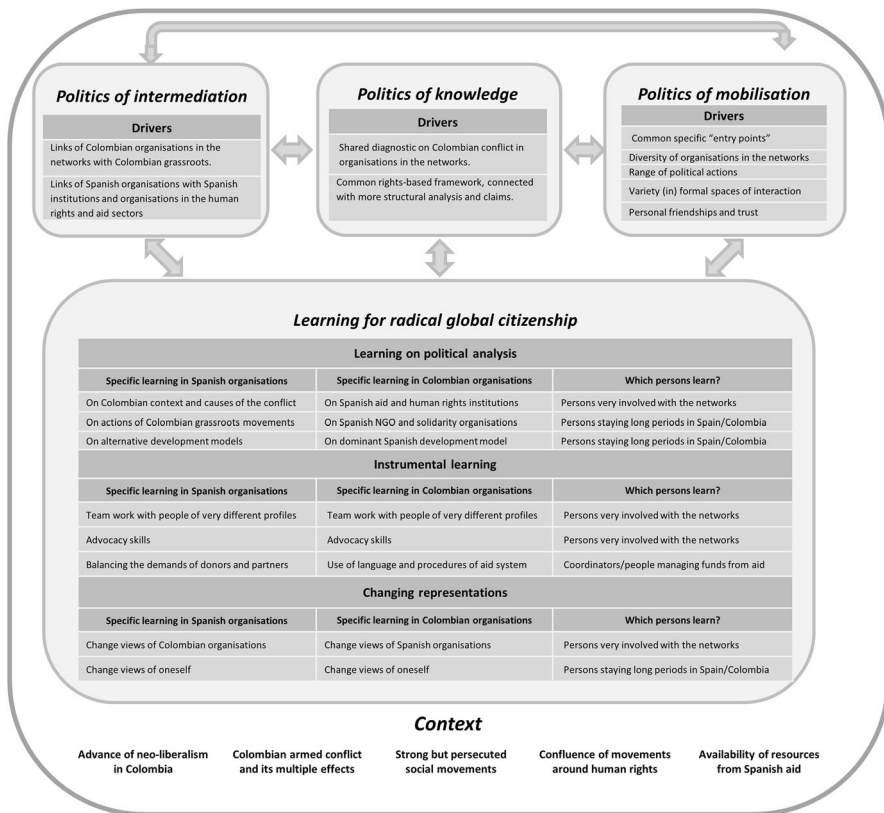 Politics of intermediation
Drivers
Links of Colombian organisations in the
networks with Colombian grassroots.
Links of Spanish organisations with Spanish
institutions and organisations in the human
rights and aid sectors
Politics of knowledge
Drivers
Shared diagnostic on Colombian conflict in
organisations in the networks.
Common rights-based framework, connected
with more structural analysis and claims.
Politics of mobilisation
Drivers
Common specific “entry points”
Diversity of organisations in the networks
Range of political actions
Variety (in) formal spaces of interaction
Personal friendships and trust
Learning for radical global citizenship
Learning on political analysis
Specific learning in Spanish organisations Specific learning in Colombian organisations Which persons learn?
On Colombian context and causes of the conflict On Spanish aid and human rights institutions Persons very involved with the networks
On actions of Colombian grassroots movements On Spanish NGO and solidarity organisations Persons staying long periods in Spain/Colombia
On alternative development models On dominant Spanish development model Persons staying long periods in Spain/Colombia
Instrumental learning
Specific learning in Spanish organisations Specific learning in Colombian organisations Which persons learn?
Team work with people of very different profiles Team work with people of very different profiles Persons very involved with the networks
Advocacy skills Advocacy skills Persons very involved with the networks
Balancing the demands of donors and partners Use of language and procedures of aid system Coordinators/people managing funds from aid
Changing representations
Specific learning in Spanish organisations Specific learning in Colombian organisations Which persons learn?
Change views of Colombian organisations Change views of Spanish organisations Persons very involved with the networks
Change views of oneself Change views of oneself Persons staying long periods in Spain/Colombia
Context
Advance of neo-liberalism
in Colombia
Colombian armed conflict
and its multiple effects
Strong but persecuted
social movements
Confluence of movements
around human rights
Availability of resources
from Spanish aid